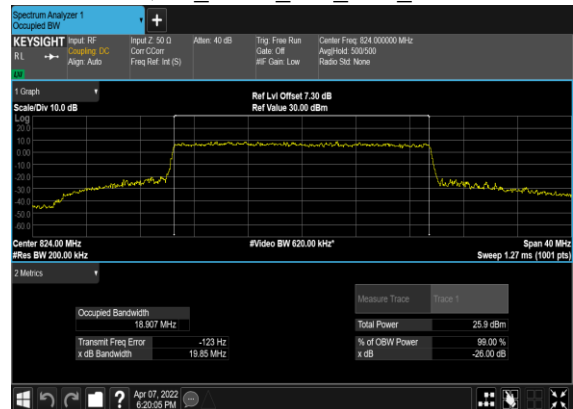 Spectrum Analyzer 1
Occupied BW
+
KEYSIGHT Input: RF Input Z: 50 Ω Atten: 40 dB Trig: Free Run Center Freq: 824.000000 MHz
RL Coupling: DC Corr CCorr Gate: Off Avg|Hold: 500/500
Align: Auto Freq Ref: Int (S) #IF Gain: Low Radio Std: None
1 Graph
Scale/Div 10.0 dB Ref Lvl Offset 7.30 dB
Ref Value 30.00 dBm
Log
20.0
10.0
0.00
-10.0
-20.0
-30.0
-40.0
-50.0
-60.0
Center 824.00 MHz #Video BW 620.00 kHz* Span 40 MHz
#Res BW 200.00 kHz Sweep 1.27 ms (1001 pts)
2 Metrics
Measure Trace Trace 1
Occupied Bandwidth
18.907 MHz Total Power 25.9 dBm
Transmit Freq Error -123 Hz % of OBW Power 99.00 %
x dB Bandwidth 19.85 MHz x dB -26.00 dB
? Apr 07, 2022
6:20:05 PM